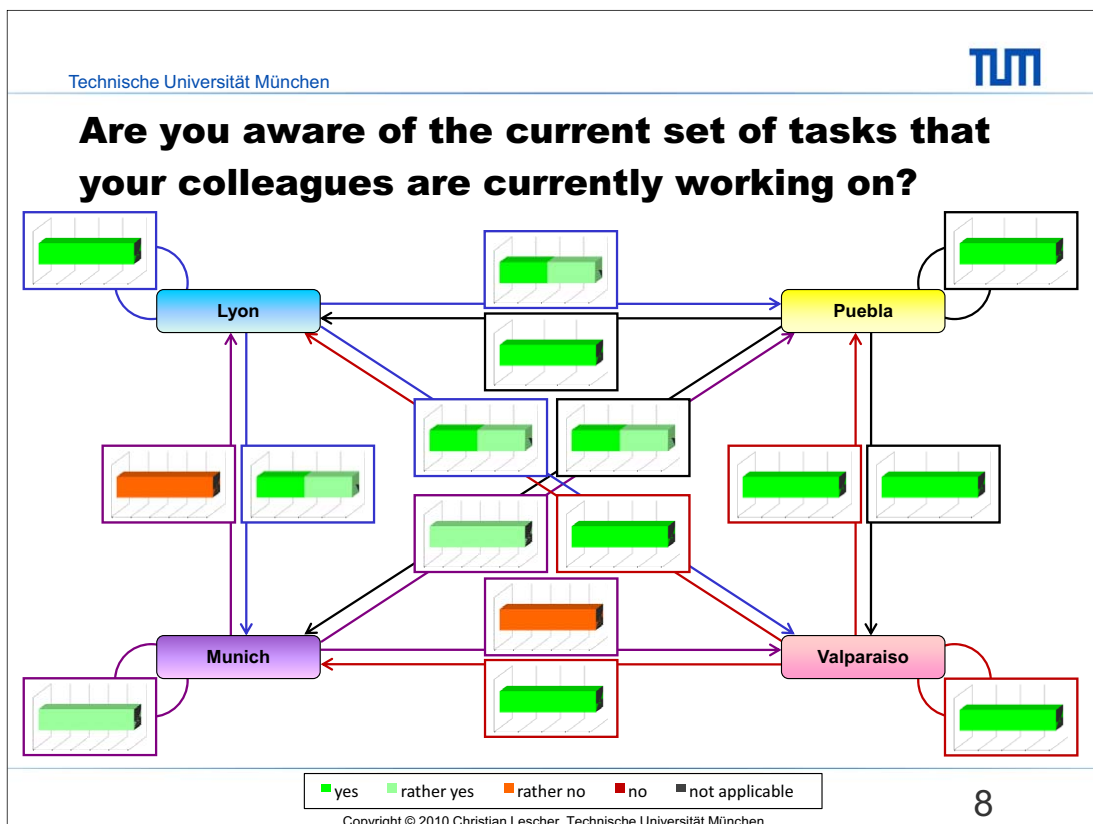 Technische Universität München
TUM
Are you aware of the current set of tasks that
your colleagues are currently working on?
Lyon
Puebla
Munich
Valparaiso
yes rather yes rather no no not applicable
8
Copyright © 2010 Christian Lescher, Technische Universität München